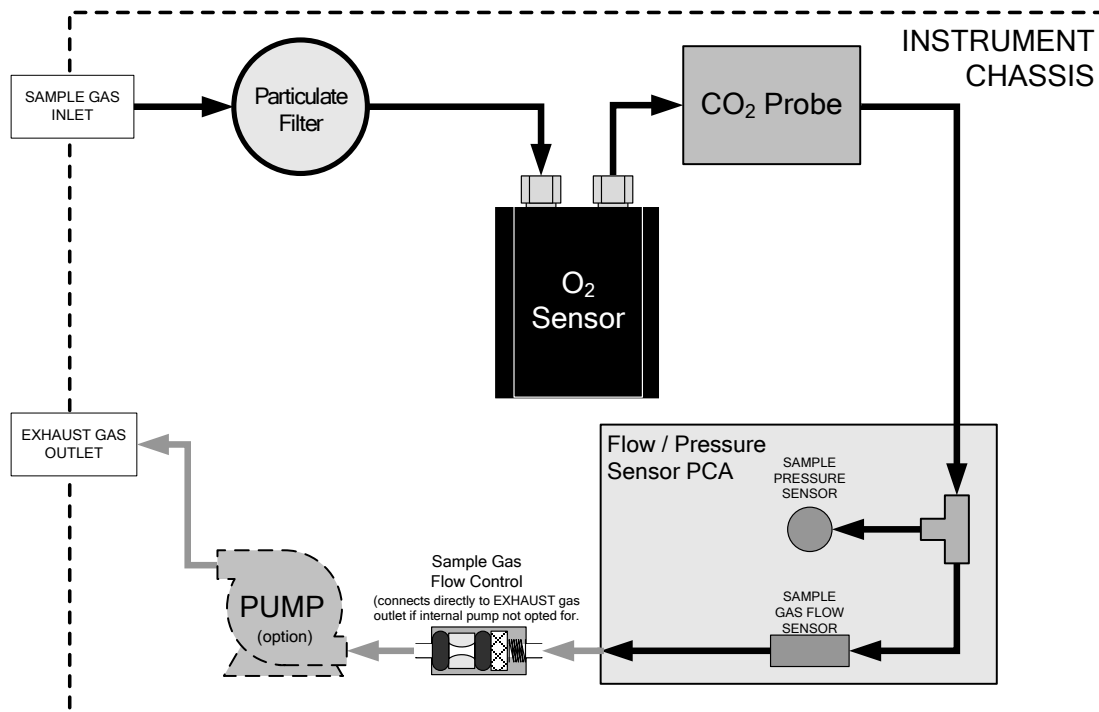 INSTRUMENT
CHASSIS
SAMPLE GAS
INLET
Particulate
Filter
CO₂ Probe
O₂
Sensor
EXHAUST GAS
OUTLET
Flow / Pressure
Sensor PCA
SAMPLE
PRESSURE
SENSOR
Sample Gas
Flow Control
(connects directly to EXHAUST gas
outlet if internal pump not opted for.
PUMP
(option)
SAMPLE
GAS FLOW
SENSOR